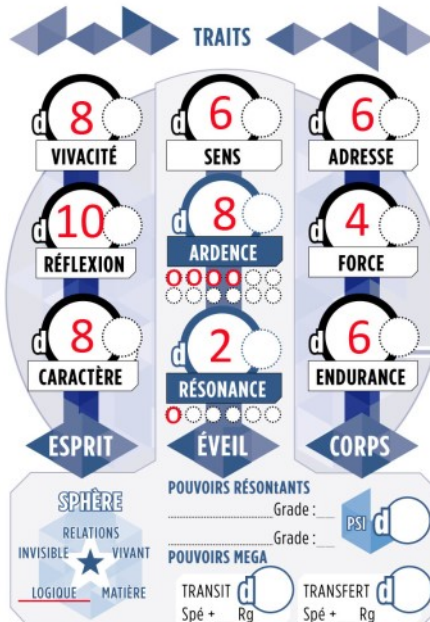 TRAITS
d 8 d 6 d 6
VIVACITÉ SENS ADRESSE
d 10 d 8 d 4
RÉFLEXION ARDENCE FORCE
d 8 d 2 d 6
CARACTÈRE RÉSONANCE ENDURANCE
ESPRIT ÉVEIL CORPS
SPHÈRE
RELATIONS
INVISIBLE VIVANT
LOGIQUE MATIÈRE
POUVOIRS RÉSONtANTS
Grade :
Grade :
PSI d
POUVOIRS MEGA
TRANSIT d TRANSFERT d
Spé + Rg Spé + Rg